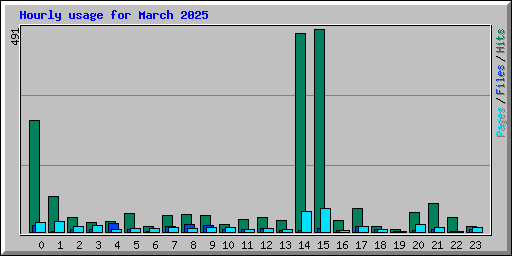 Hourly usage for March 2025
491
Pages / Files / Hits
0 1 2 3 4 5 6 7 8 9 10 11 12 13 14 15 16 17 18 19 20 21 22 23